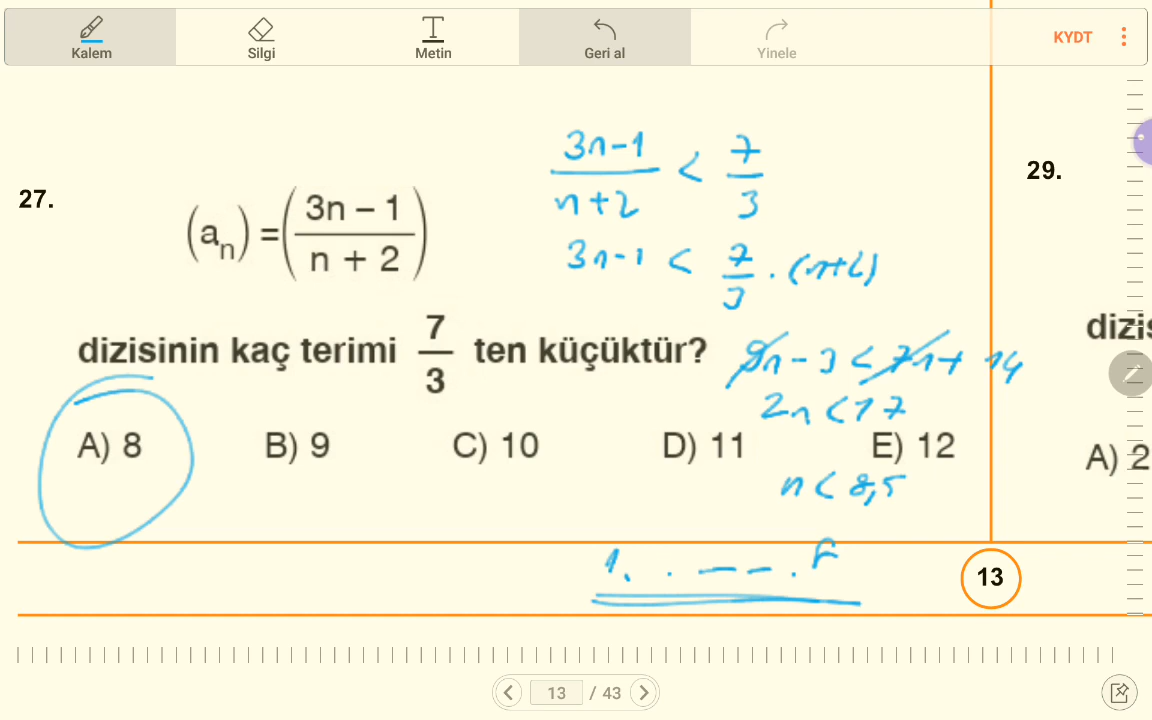 Kalem Silgi Metin Geri al Yinele KYDT
27.
(aₙ) = (3n – 1 / n + 2)
dizisinin kaç terimi 7/3 ten küçüktür?
A) 8 B) 9 C) 10 D) 11 E) 12
3n-1 / n+2 < 7/3
3n-1 < 7/3 . (n+2)
9n - 3 < 7n + 14
2n < 17
n < 8,5
1. . _ _ .
29.
dizis
A) 2
13
13 / 43